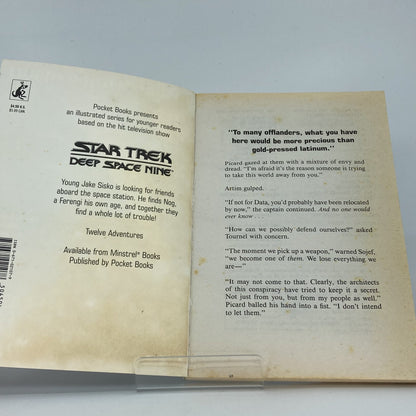 $4.99 U.S.
Pocket Books presents
an illustrated series for younger readers
based on the hit television show
STAR TREK
DEEP SPACE NINE
Young Jake Sisko is looking for friends
aboard the space station. He finds Nog,
a Ferengi his own age, and together they
find a whole lot of trouble!
Twelve Adventures
Available from Minstrel® Books
Published by Pocket Books
"To many offlanders, what you have
here would be more precious than
gold-pressed latinum."
Picard gazed at them with a mixture of envy and
dread. "I'm afraid it's the reason someone is trying
to take this world away from you."
Artim gulped.
"If not for Data, you'd probably have been relocated
by now," the captain continued. And no one would
ever know . . .
"How can we possibly defend ourselves?" asked
Tournel with concern.
"The moment we pick up a weapon," warned Sojef,
"we become one of them. We lose everything we
are—"
"It may not come to that. Clearly, the architects
of this conspiracy have tried to keep it a secret.
Not just from you, but from my people as well."
Picard balled his hand into a fist. "I don't intend
to let them."